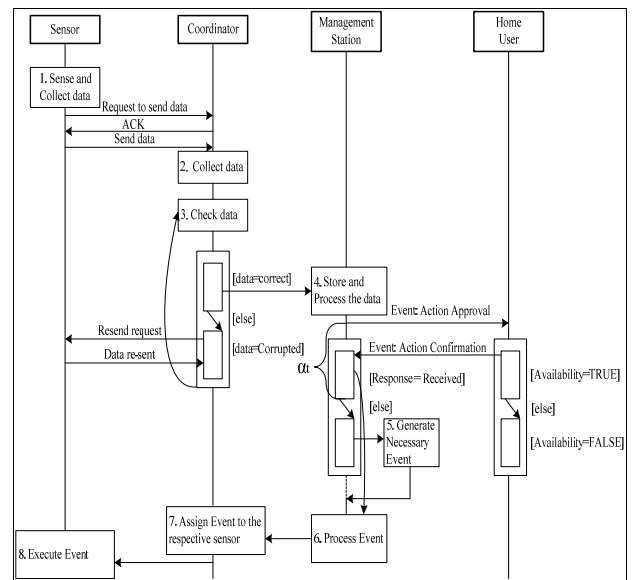 Sensor
Coordinator
Management
Station
Home
User
1. Sense and
Collect data
Request to send data
ACK
Send data
2. Collect data
3. Check data
[data=correct]
4. Store and
Process the data
Event: Action Approval
[else]
Resend request
[data=Corrupted]
Data re-sent
Event: Action Confirmation
αt
[Response=Received]
[Availability=TRUE]
[else]
[else]
5. Generate
Necessary
Event
[Availability=FALSE]
7. Assign Event to the
respective sensor
6. Process Event
8. Execute Event